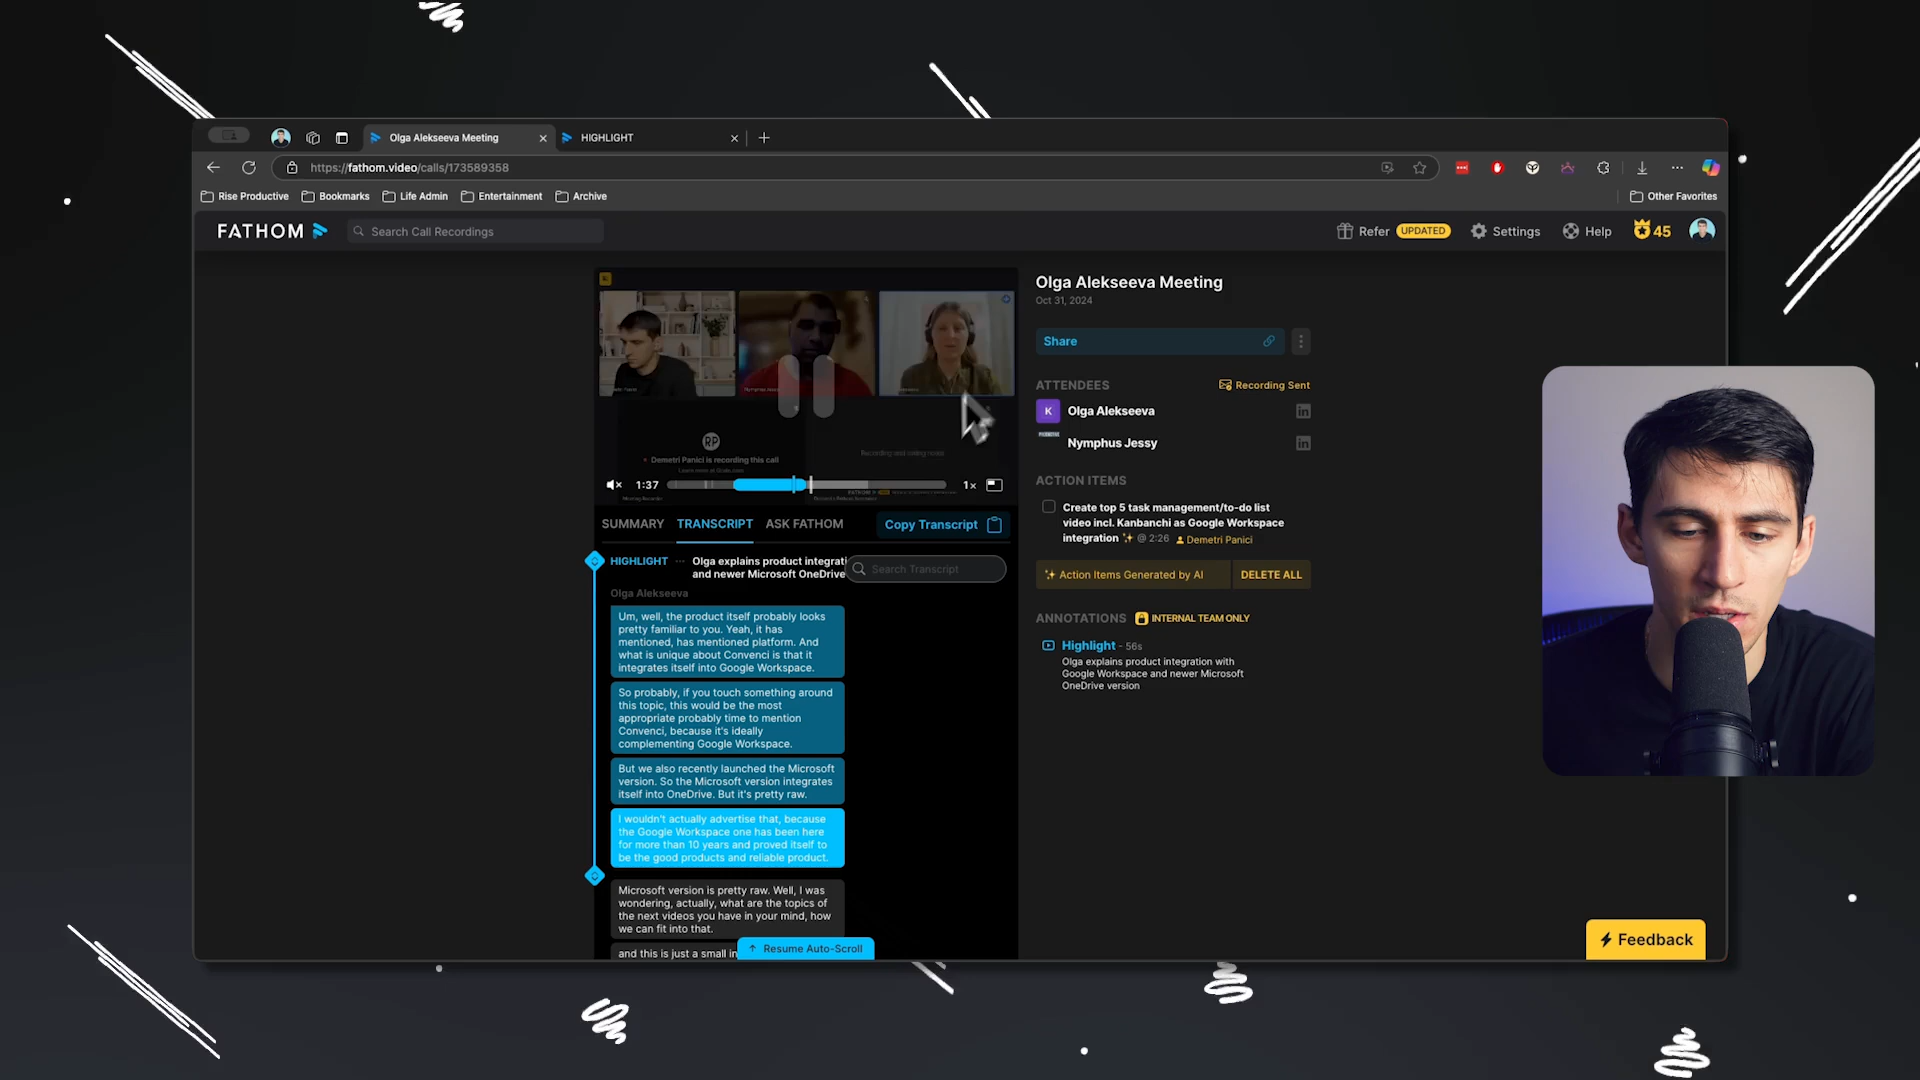 Olga Alekseeva Meeting
HIGHLIGHT
https://fathom.video/calls/173589358
Rise Productive
Bookmarks
Life Admin
Entertainment
Archive
Other Favorites
FATHOM
Search Call Recordings
Refer
UPDATED
Settings
Help
45
RP
Demetri Panici is recording this call
1:37
1x
SUMMARY
TRANSCRIPT
ASK FATHOM
Copy Transcript
HIGHLIGHT
Olga explains product integrati
and newer Microsoft OneDrive
Search Transcript
Olga Alekseeva
Um, well, the product itself probably looks
pretty familiar to you. Yeah, it has
mentioned, has mentioned platform. And
what is unique about Convenci is that it
integrates itself into Google Workspace.
So probably, if you touch something around
this topic, this would be the most
appropriate probably time to mention
Convenci, because it's ideally
complementing Google Workspace.
But we also recently launched the Microsoft
version. So the Microsoft version integrates
itself into OneDrive. But it's pretty raw.
I wouldn't actually advertise that, because
the Google Workspace one has been here
for more than 10 years and proved itself to
be the good products and reliable product.
Microsoft version is pretty raw. Well, I was
wondering, actually, what are the topics of
the next videos you have in your mind, how
we can fit into that.
and this is just a small in
Resume Auto-Scroll
Olga Alekseeva Meeting
Oct 31, 2024
Share
ATTENDEES
Recording Sent
K
Olga Alekseeva
Nymphus Jessy
ACTION ITEMS
Create top 5 task management/to-do list
video incl. Kanbanchi as Google Workspace
integration @ 2:26 Demetri Panici
Action Items Generated by AI
DELETE ALL
ANNOTATIONS
INTERNAL TEAM ONLY
Highlight - 56s
Olga explains product integration with
Google Workspace and newer Microsoft
OneDrive version
Feedback